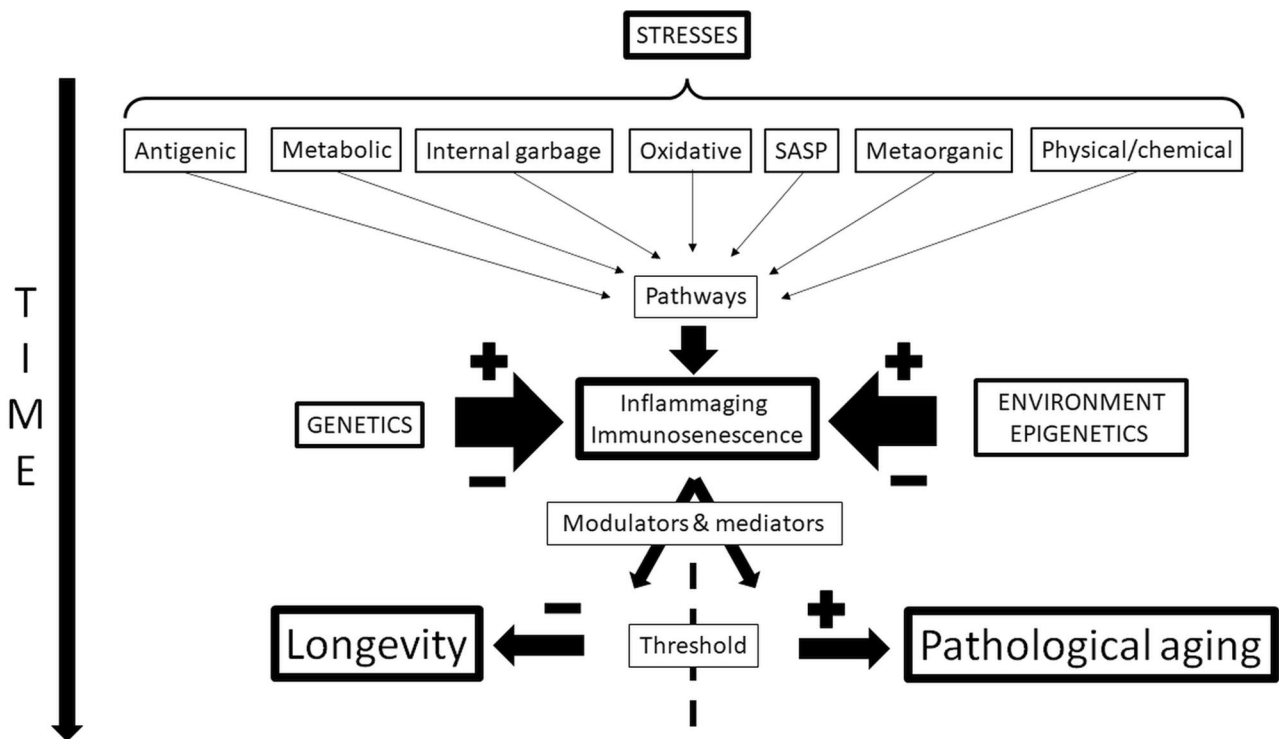 STRESSES
Antigenic
Metabolic
Internal garbage
Oxidative
SASP
Metaorganic
Physical/chemical
Pathways
T
I
M
E
+
+
GENETICS
Inflammaging
Immunosenescence
ENVIRONMENT
EPIGENETICS
−
−
Modulators & mediators
−
+
Longevity
Threshold
Pathological aging